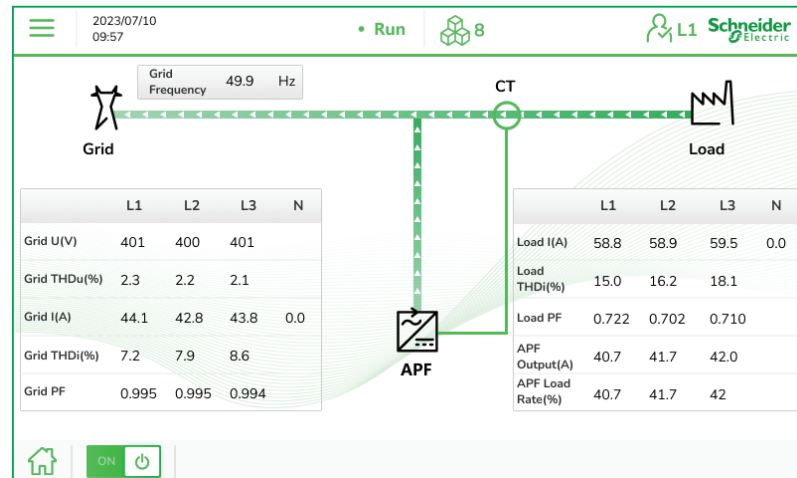 2023/07/10
09:57
• Run
8
L1
Schneider
Electric
Grid
Frequency 49.9 Hz
CT
Grid
Load
L1 L2 L3 N
Grid U(V) 401 400 401
Grid THDu(%) 2.3 2.2 2.1
Grid I(A) 44.1 42.8 43.8 0.0
Grid THDi(%) 7.2 7.9 8.6
Grid PF 0.995 0.995 0.994
APF
L1 L2 L3 N
Load I(A) 58.8 58.9 59.5 0.0
Load
THDi(%) 15.0 16.2 18.1
Load PF 0.722 0.702 0.710
APF
Output(A) 40.7 41.7 42.0
APF Load
Rate(%) 40.7 41.7 42
ON